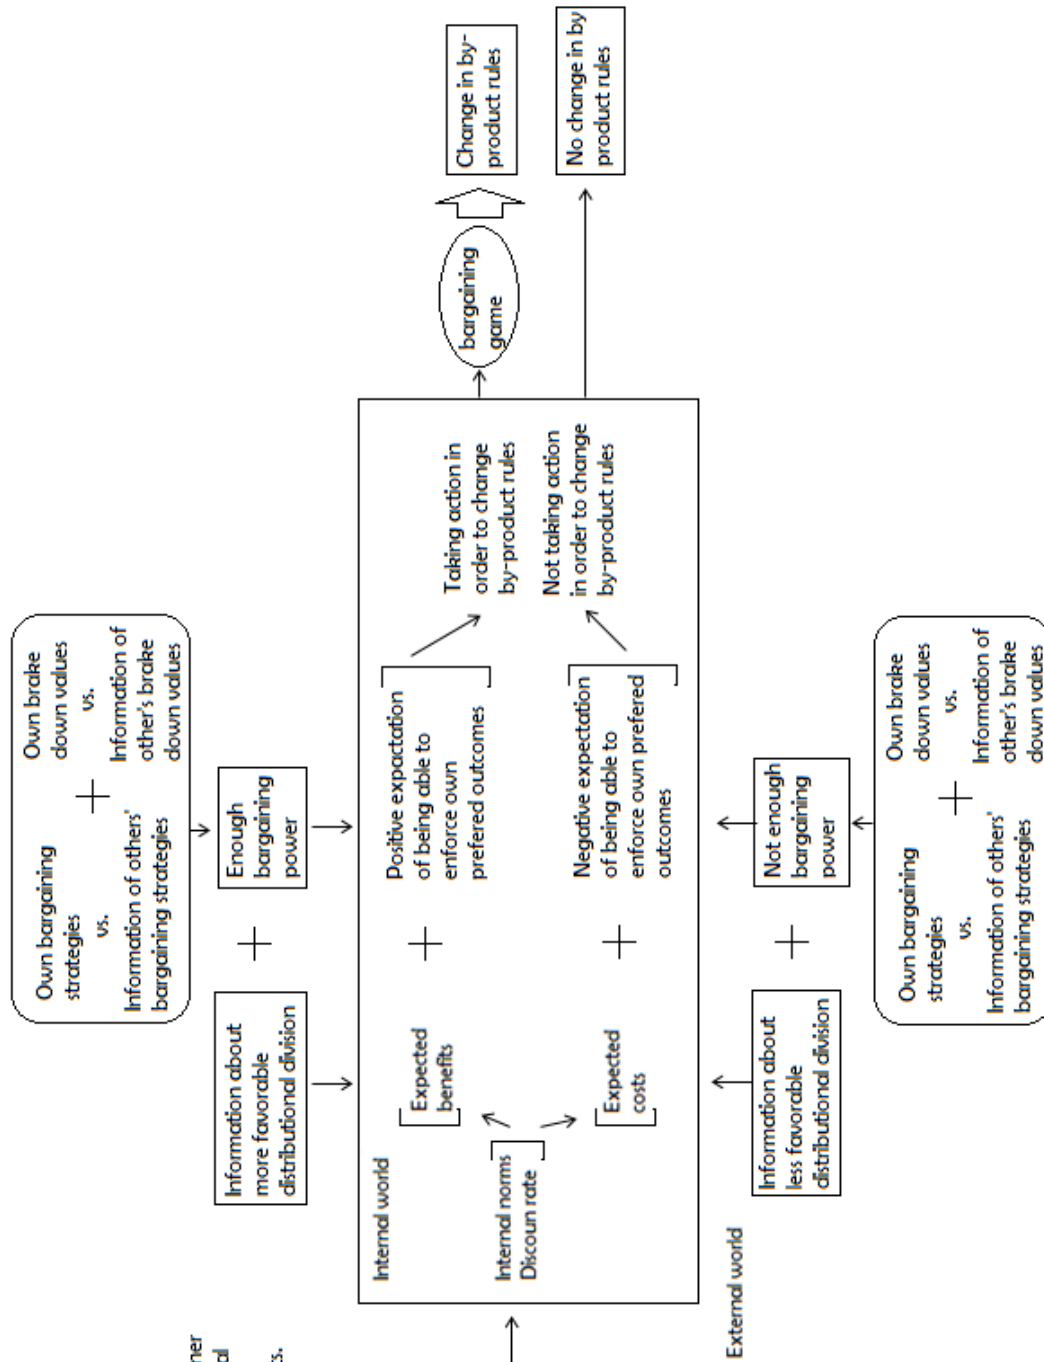 Own bargaining
strategies
vs.
Information of others'
bargaining strategies
Own brake
down values
vs.
Information of
other's brake
down values
Information about
more favorable
distributional division
Enough
bargaining
power
Internal world
Internal norms
Discoun rate
Expected
benefits
Positive expactation
of being able to
enforce own
prefered outcomes
Taking action in
order to change
by-product rules
bargaining
game
Change in by-
product rules
Expected
costs
Negative expectation
of being able to
enforce own prefered
outcomes
Not taking action
in order to change
by-product rules
No change in by
product rules
External world
Information about
less favorable
distributional division
Not enough
bargaining
power
Own bargaining
strategies
vs.
Information of others'
bargaining strategies
Own brake
down values
vs.
Information of
other's brake
down values